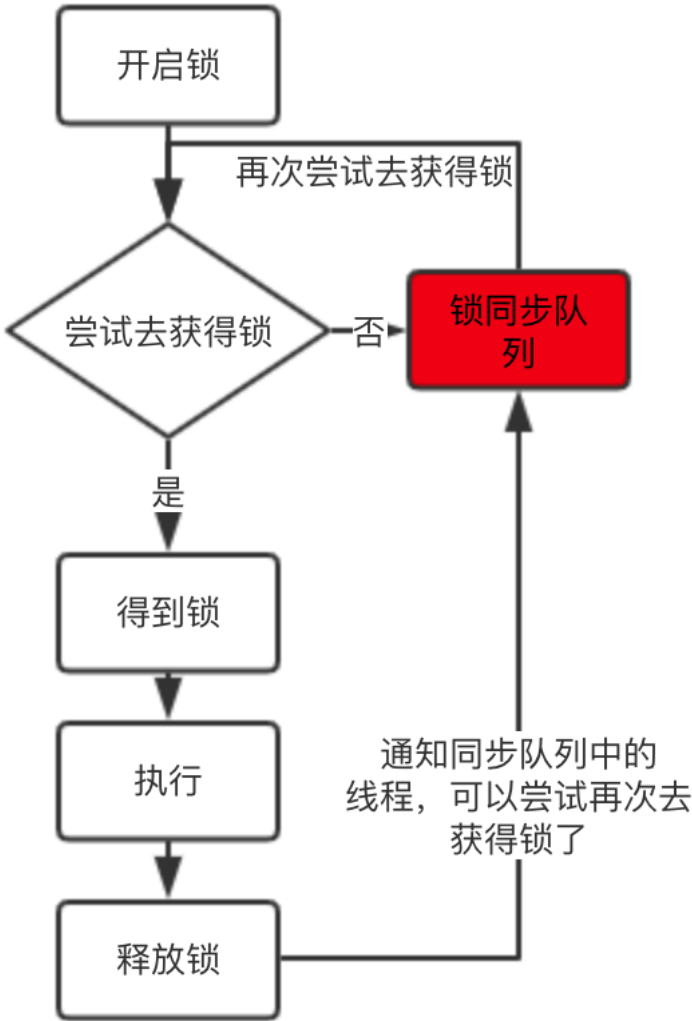 开启锁
再次尝试去获得锁
尝试去获得锁
否
锁同步队
列
是
得到锁
执行
通知同步队列中的
线程，可以尝试再次去
获得锁了
释放锁